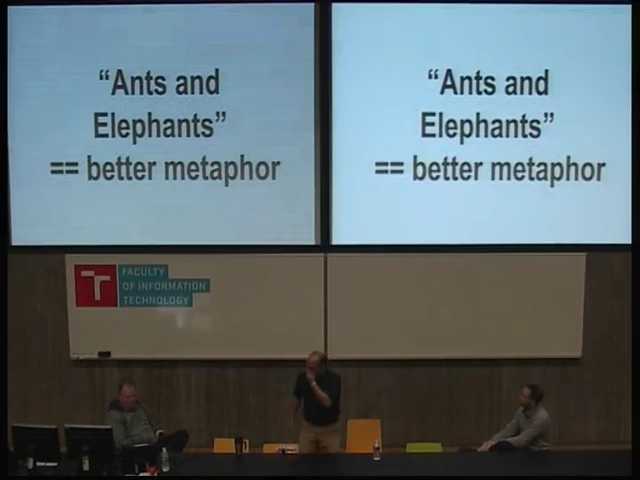 “Ants and
Elephants”
== better metaphor
“Ants and
Elephants”
== better metaphor
T
FACULTY
OF INFORMATION
TECHNOLOGY